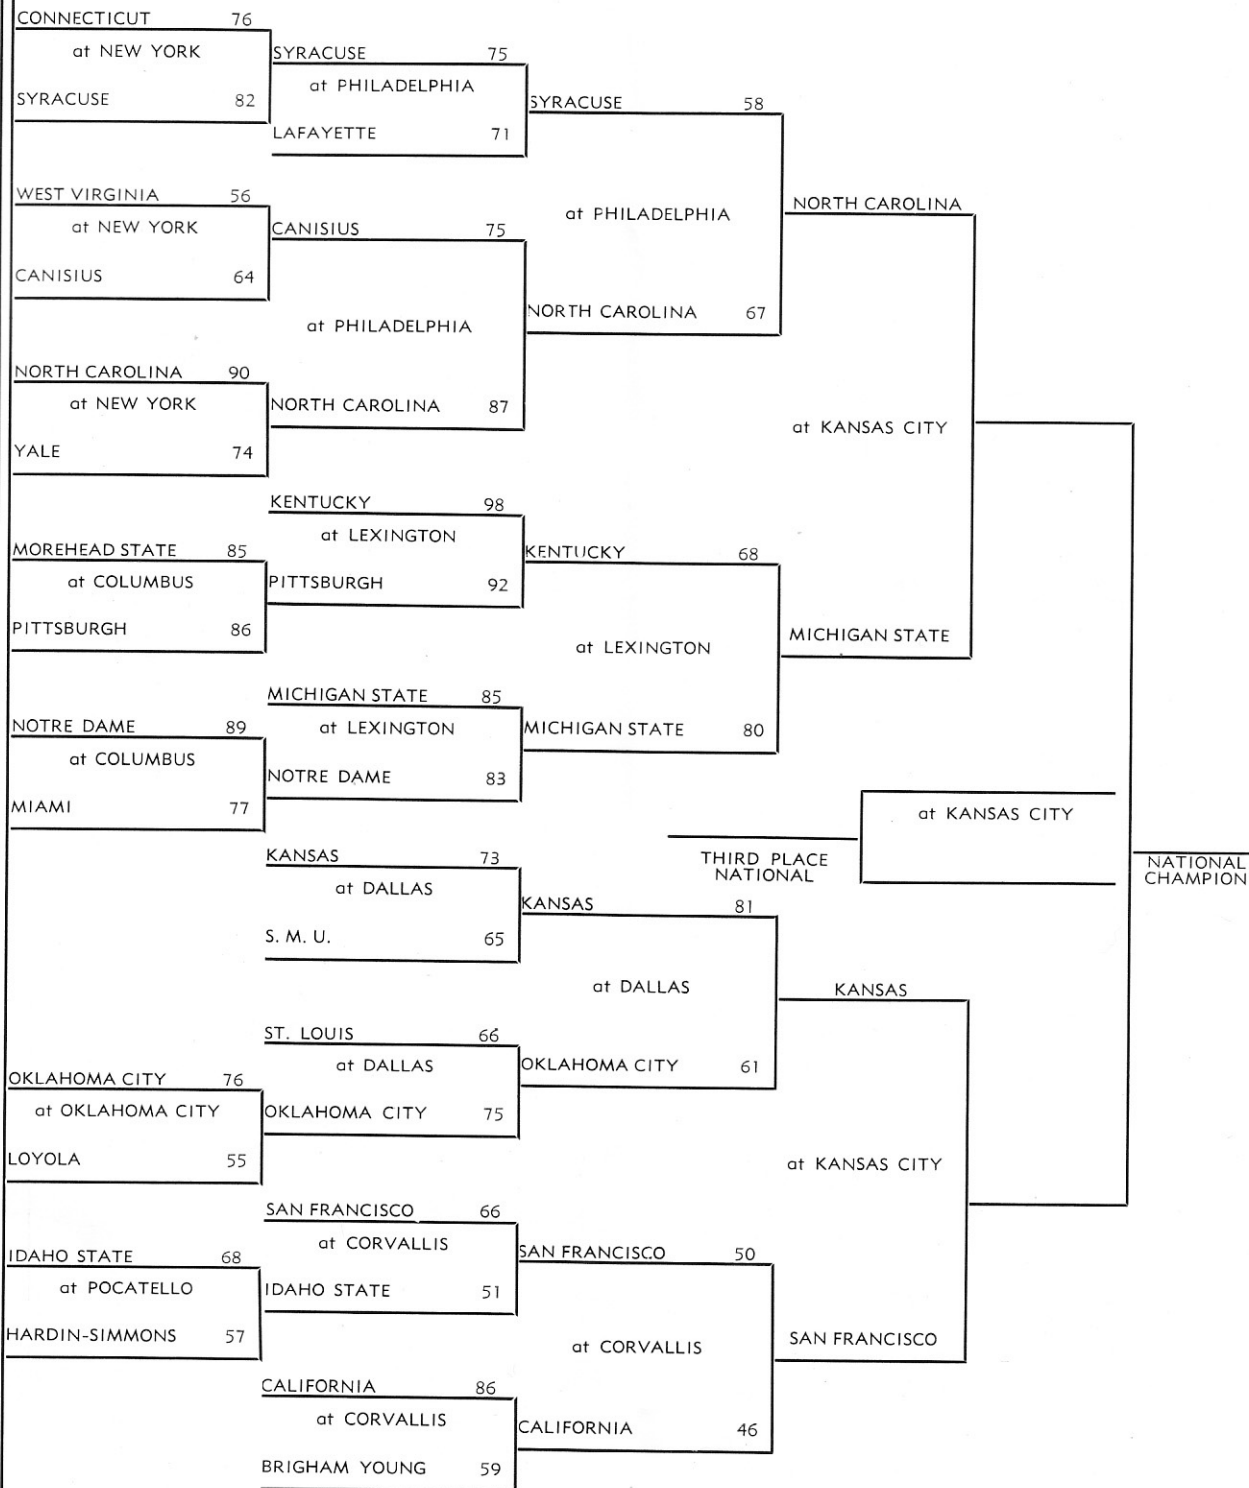 CONNECTICUT 76
at NEW YORK
SYRACUSE 82
WEST VIRGINIA 56
at NEW YORK
CANISIUS 64
NORTH CAROLINA 90
at NEW YORK
YALE 74
MOREHEAD STATE 85
at COLUMBUS
PITTSBURGH 86
NOTRE DAME 89
at COLUMBUS
MIAMI 77
OKLAHOMA CITY 76
at OKLAHOMA CITY
LOYOLA 55
IDAHO STATE 68
at POCATELLO
HARDIN-SIMMONS 57
SYRACUSE 75
at PHILADELPHIA
LAFAYETTE 71
CANISIUS 75
at PHILADELPHIA
NORTH CAROLINA 87
KENTUCKY 98
at LEXINGTON
PITTSBURGH 92
MICHIGAN STATE 85
at LEXINGTON
NOTRE DAME 83
KANSAS 73
at DALLAS
S. M. U. 65
ST. LOUIS 66
at DALLAS
OKLAHOMA CITY 75
SAN FRANCISCO 66
at CORVALLIS
IDAHO STATE 51
CALIFORNIA 86
at CORVALLIS
BRIGHAM YOUNG 59
SYRACUSE 58
at PHILADELPHIA
NORTH CAROLINA 67
KENTUCKY 68
at LEXINGTON
MICHIGAN STATE 80
KANSAS 81
at DALLAS
OKLAHOMA CITY 61
SAN FRANCISCO 50
at CORVALLIS
CALIFORNIA 46
NORTH CAROLINA
at KANSAS CITY
MICHIGAN STATE
KANSAS
at KANSAS CITY
SAN FRANCISCO
at KANSAS CITY
THIRD PLACE
NATIONAL
NATIONAL
CHAMPION